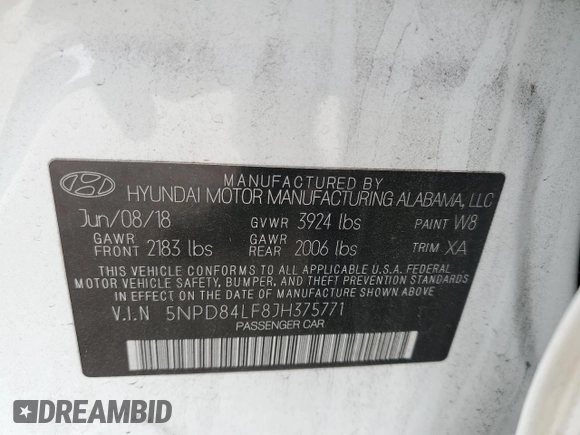 MANUFACTURED BY
HYUNDAI MOTOR MANUFACTURING ALABAMA, LLC
Jun/08/18 GVWR 3924 lbs PAINT W8
GAWR FRONT 2183 lbs GAWR REAR 2006 lbs TRIM XA
THIS VEHICLE CONFORMS TO ALL APPLICABLE U.S.A. FEDERAL
MOTOR VEHICLE SAFETY, BUMPER, AND THEFT PREVENTION STANDARDS
IN EFFECT ON THE DATE OF MANUFACTURE SHOWN ABOVE.
V.I.N 5NPD84LF8JH375771
PASSENGER CAR
DREAMBID